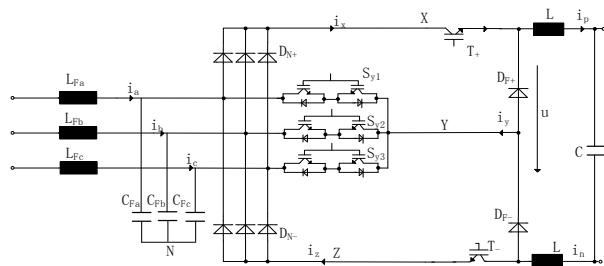 i_x X L i_p
T_+
D_N+
S_y1
D_F+
L_Fa i_a
L_Fb i_b
S_y2 Y i_y u C
L_Fc i_c
S_y3
C_Fa C_Fb C_Fc
D_F-
N D_N-
T_-
i_z Z L i_n